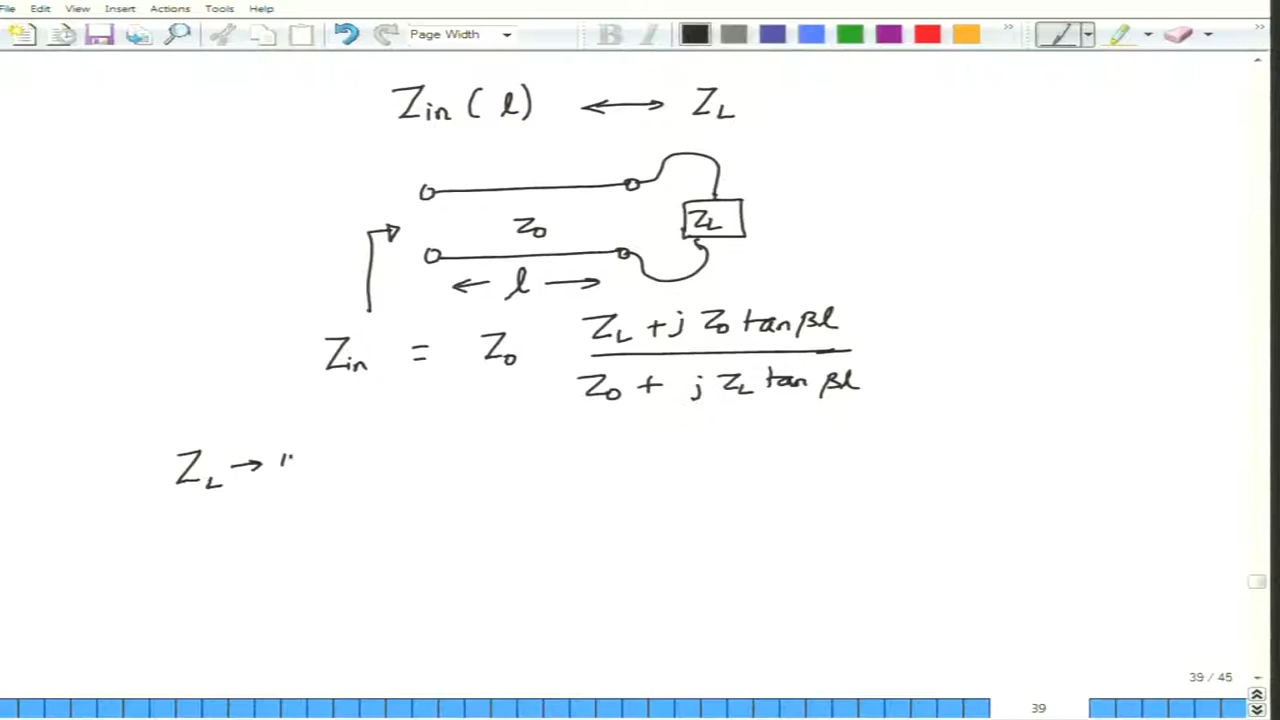 File Edit View Insert Actions Tools Help
Page Width B I
Zin ( l ) ↔ ZL
Z0
ZL
← l →
Zin = Z0 (ZL + j Z0 tan βl) / (Z0 + j ZL tan βl)
ZL →
39 / 45
39